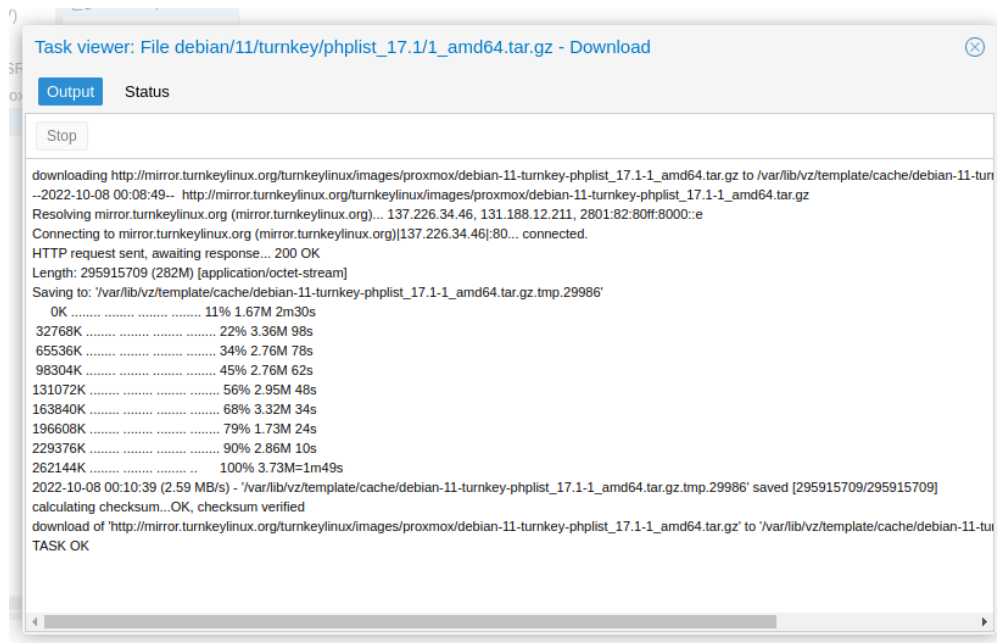 Task viewer: File debian/11/turnkey/phplist_17.1/1_amd64.tar.gz - Download
Output Status
Stop
downloading http://mirror.turnkeylinux.org/turnkeylinux/images/proxmox/debian-11-turnkey-phplist_17.1-1_amd64.tar.gz to /var/lib/vz/template/cache/debian-11-turn
--2022-10-08 00:08:49-- http://mirror.turnkeylinux.org/turnkeylinux/images/proxmox/debian-11-turnkey-phplist_17.1-1_amd64.tar.gz
Resolving mirror.turnkeylinux.org (mirror.turnkeylinux.org)... 137.226.34.46, 131.188.12.211, 2801:82:80ff:8000::e
Connecting to mirror.turnkeylinux.org (mirror.turnkeylinux.org)|137.226.34.46|:80... connected.
HTTP request sent, awaiting response... 200 OK
Length: 295915709 (282M) [application/octet-stream]
Saving to: '/var/lib/vz/template/cache/debian-11-turnkey-phplist_17.1-1_amd64.tar.gz.tmp.29986'
0K ........ ........ ........ ........ 11% 1.67M 2m30s
32768K ........ ........ ........ ........ 22% 3.36M 98s
65536K ........ ........ ........ ........ 34% 2.76M 78s
98304K ........ ........ ........ ........ 45% 2.76M 62s
131072K ........ ........ ........ ........ 56% 2.95M 48s
163840K ........ ........ ........ ........ 68% 3.32M 34s
196608K ........ ........ ........ ........ 79% 1.73M 24s
229376K ........ ........ ........ ........ 90% 2.86M 10s
262144K ........ ........ ........ .. 100% 3.73M=1m49s
2022-10-08 00:10:39 (2.59 MB/s) - '/var/lib/vz/template/cache/debian-11-turnkey-phplist_17.1-1_amd64.tar.gz.tmp.29986' saved [295915709/295915709]
calculating checksum...OK, checksum verified
download of 'http://mirror.turnkeylinux.org/turnkeylinux/images/proxmox/debian-11-turnkey-phplist_17.1-1_amd64.tar.gz' to '/var/lib/vz/template/cache/debian-11-tur
TASK OK